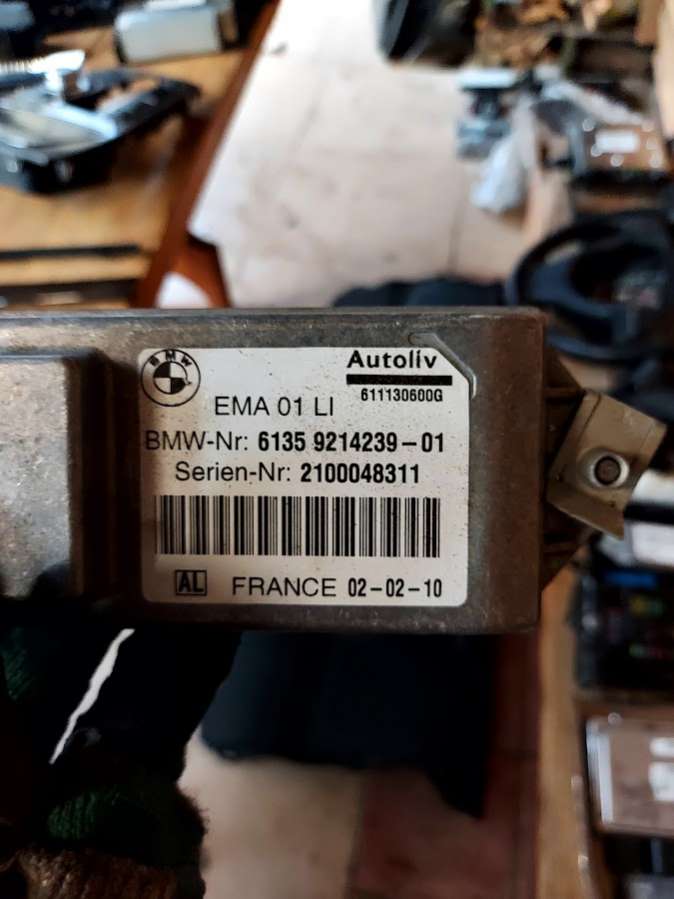 BMW
Autoliv
611130600G
EMA 01 LI
BMW-Nr: 6135 9214239-01
Serien-Nr: 2100048311
AL FRANCE 02-02-10